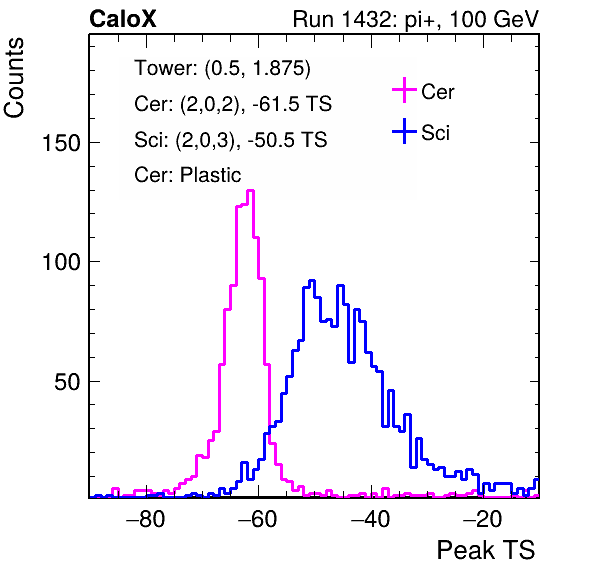 CaloX Run 1432: pi+, 100 GeV
Counts
Tower: (0.5, 1.875)
Cer: (2,0,2), -61.5 TS
Sci: (2,0,3), -50.5 TS
Cer: Plastic
Cer
Sci
150
100
50
−80 −60 −40 −20
Peak TS